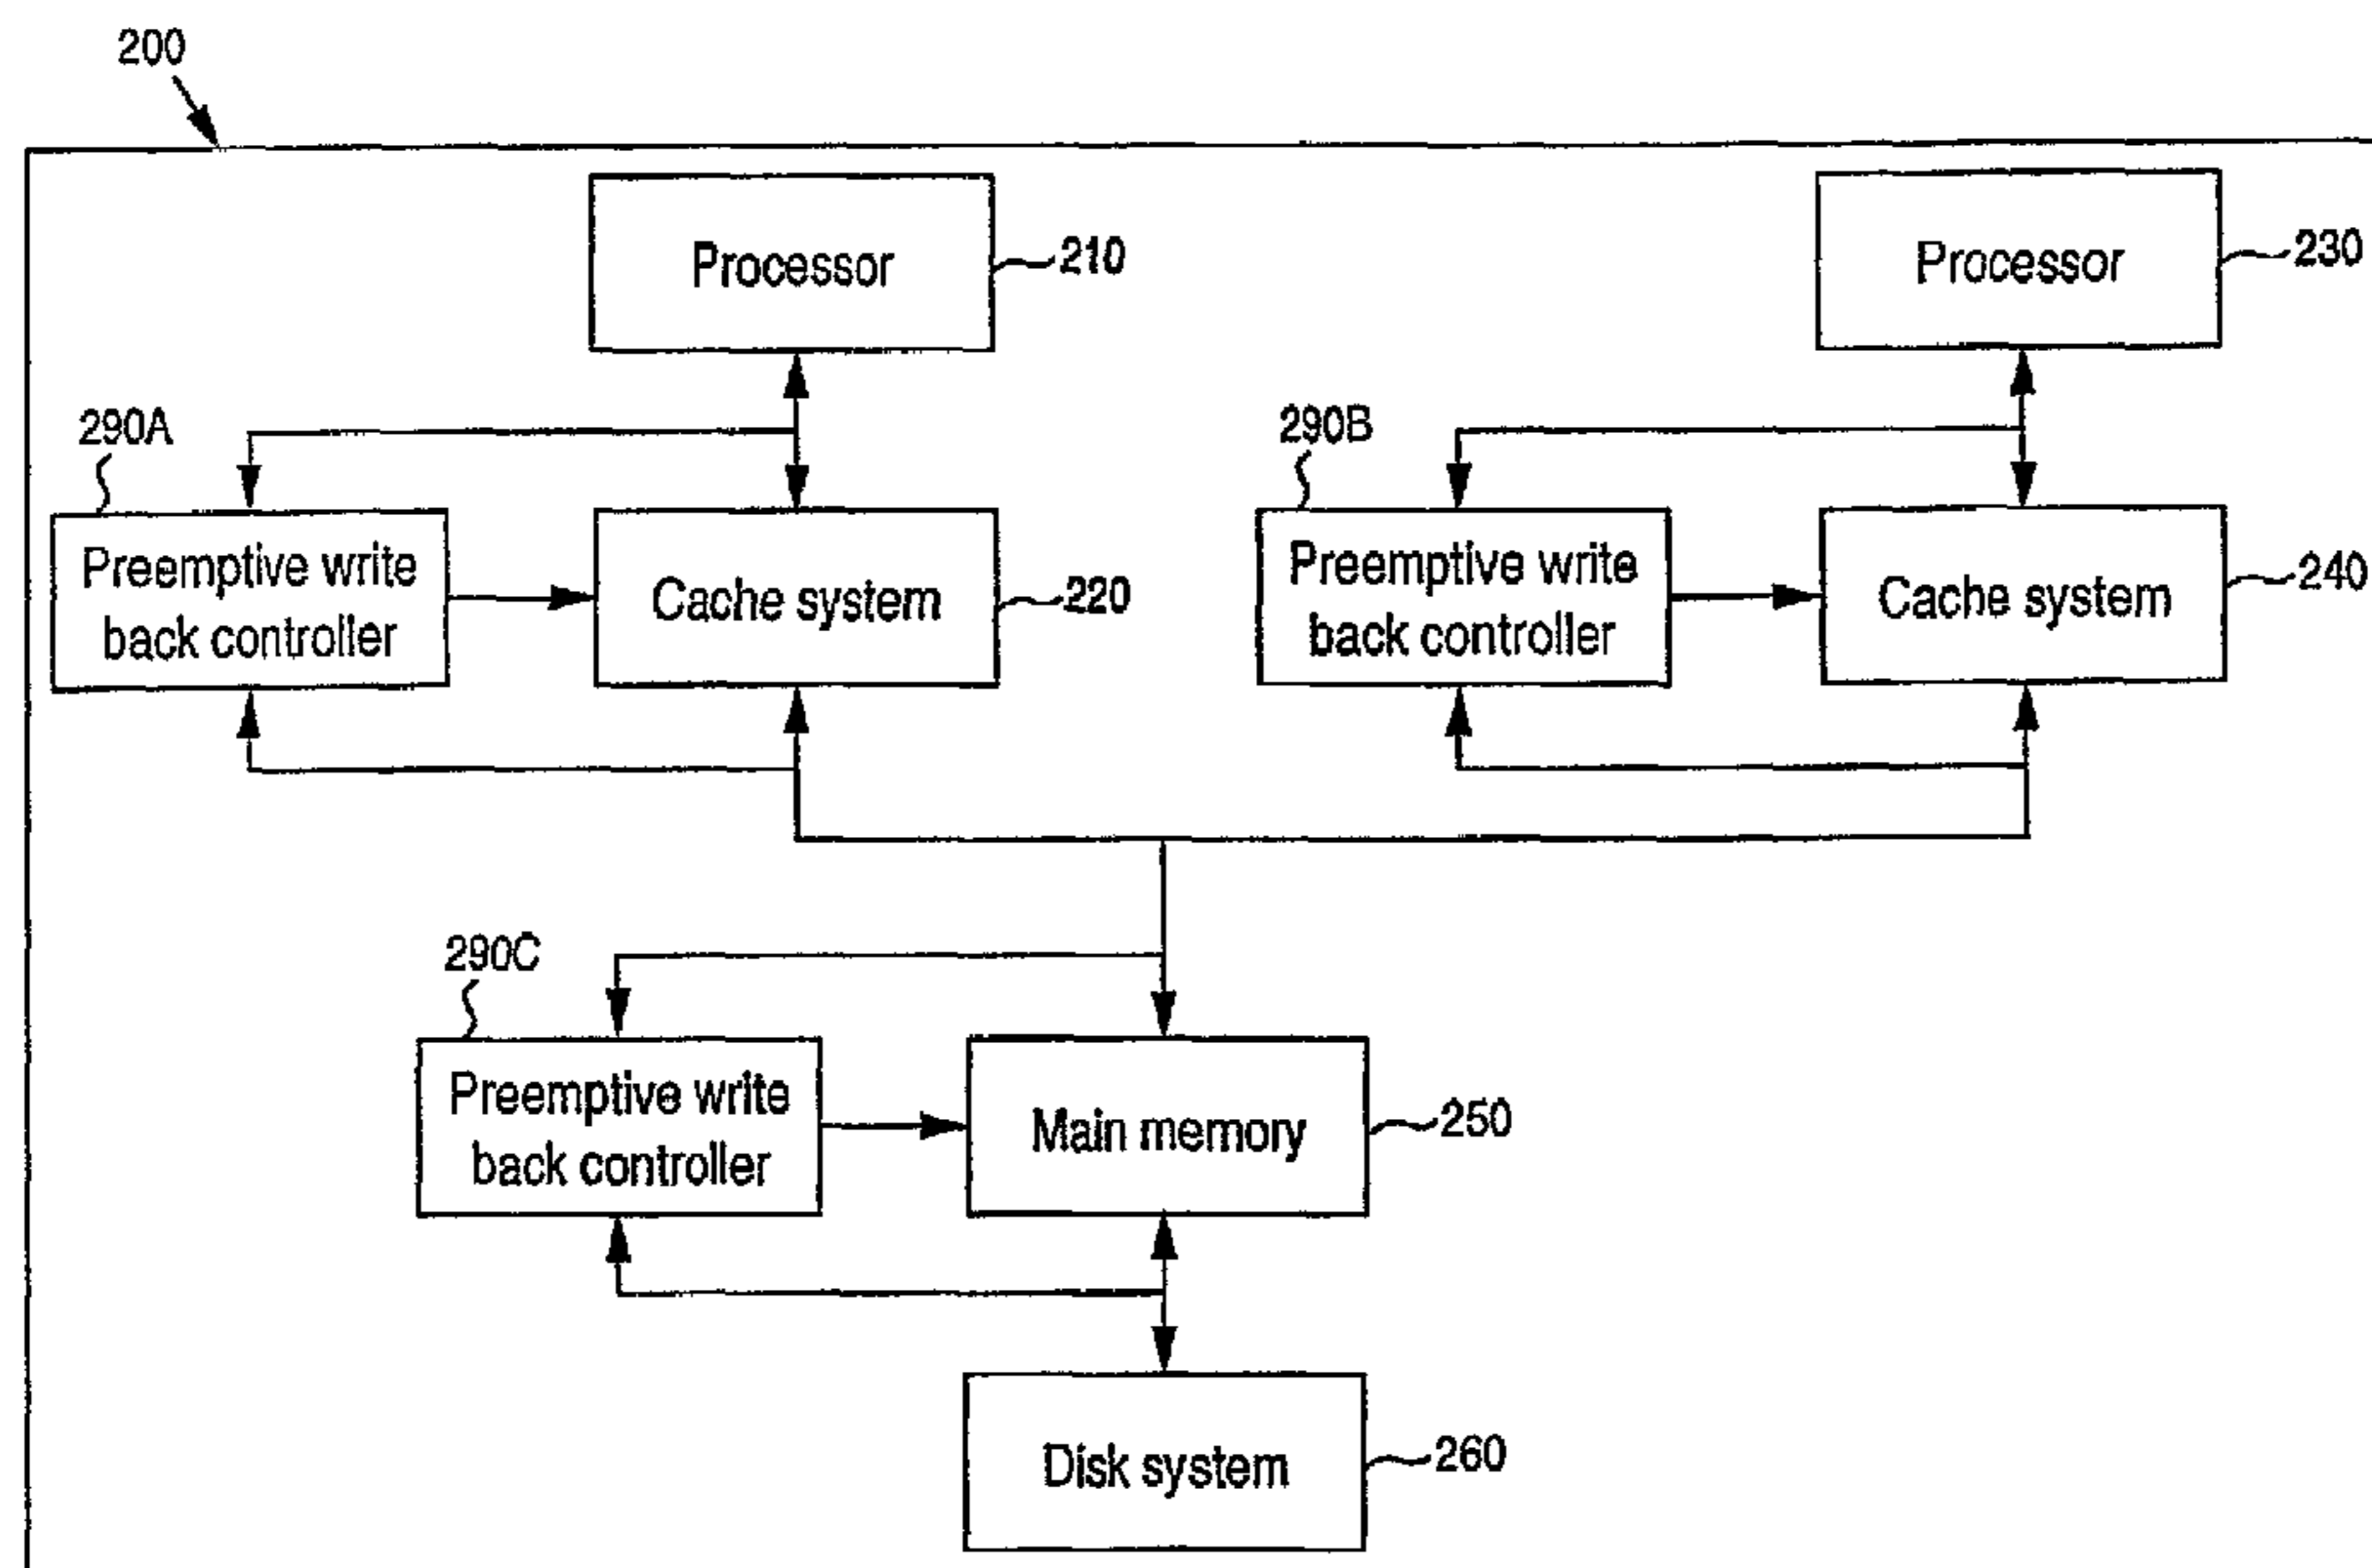 200
Processor
210
Processor
230
290A
290B
Preemptive write
back controller
Cache system
220
Preemptive write
back controller
Cache system
240
290C
Preemptive write
back controller
Main memory
250
Disk system
260